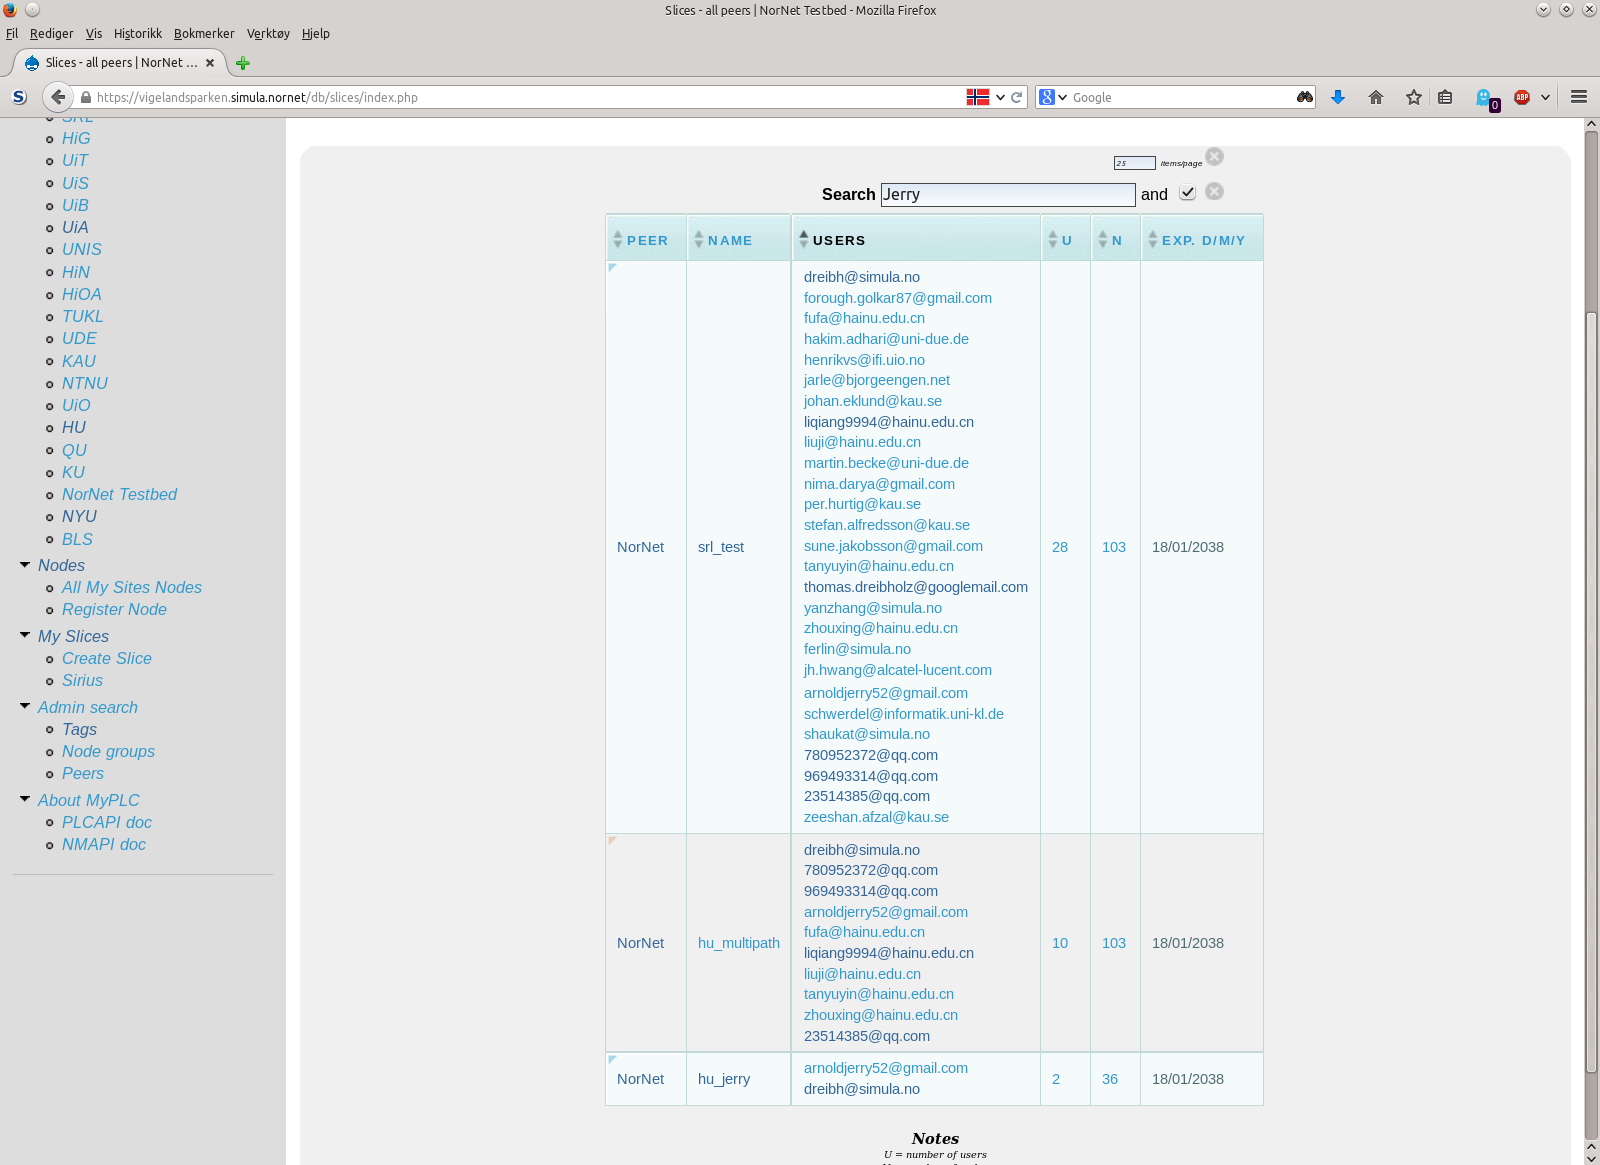 Slices - all peers | NorNet Testbed - Mozilla Firefox
Fil Rediger Vis Historikk Bokmerker Verktøy Hjelp
Slices - all peers | NorNet ...
S https://vigelandsparken.simula.nornet/db/slices/index.php 8 Google 0 ABP
SRL
HiG
UiT
UiS
UiB
UiA
UNIS
HiN
HiOA
TUKL
UDE
KAU
NTNU
UiO
HU
QU
KU
NorNet Testbed
NYU
BLS
Nodes
All My Sites Nodes
Register Node
My Slices
Create Slice
Sirius
Admin search
Tags
Node groups
Peers
About MyPLC
PLCAPI doc
NMAPI doc
25 items/page
Search Jerry and
PEER NAME USERS U N EXP. D/M/Y
dreibh@simula.no
forough.golkar87@gmail.com
fufa@hainu.edu.cn
hakim.adhari@uni-due.de
henrikvs@ifi.uio.no
jarle@bjorgeengen.net
johan.eklund@kau.se
liqiang9994@hainu.edu.cn
liuji@hainu.edu.cn
martin.becke@uni-due.de
nima.darya@gmail.com
per.hurtig@kau.se
stefan.alfredsson@kau.se
NorNet srl_test sune.jakobsson@gmail.com 28 103 18/01/2038
tanyuyin@hainu.edu.cn
thomas.dreibholz@googlemail.com
yanzhang@simula.no
zhouxing@hainu.edu.cn
ferlin@simula.no
jh.hwang@alcatel-lucent.com
arnoldjerry52@gmail.com
schwerdel@informatik.uni-kl.de
shaukat@simula.no
780952372@qq.com
969493314@qq.com
23514385@qq.com
zeeshan.afzal@kau.se
dreibh@simula.no
780952372@qq.com
969493314@qq.com
arnoldjerry52@gmail.com
fufa@hainu.edu.cn
NorNet hu_multipath liqiang9994@hainu.edu.cn 10 103 18/01/2038
liuji@hainu.edu.cn
tanyuyin@hainu.edu.cn
zhouxing@hainu.edu.cn
23514385@qq.com
arnoldjerry52@gmail.com
NorNet hu_jerry dreibh@simula.no 2 36 18/01/2038
Notes
U = number of users